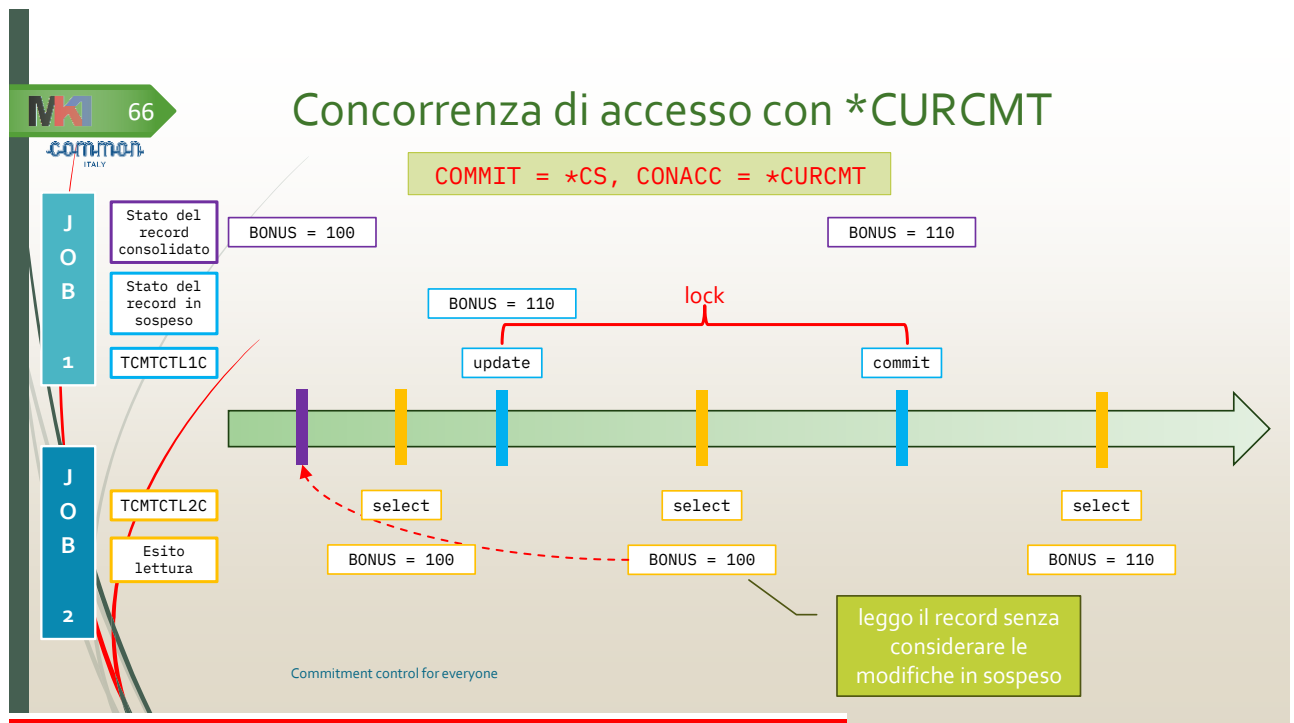 MK1
66
common
ITALY
Concorrenza di accesso con *CURCMT
COMMIT = *CS, CONACC = *CURCMT
J
O
B
1
Stato del
record
consolidato
BONUS = 100
BONUS = 110
Stato del
record in
sospeso
BONUS = 110
lock
TCMTCTL1C
update
commit
J
O
B
2
TCMTCTL2C
select
select
select
Esito
lettura
BONUS = 100
BONUS = 100
BONUS = 110
leggo il record senza
considerare le
modifiche in sospeso
Commitment control for everyone